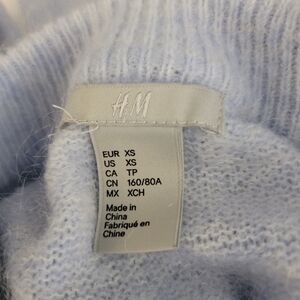 H&M
EUR XS
US XS
CA TP
CN 160/80A
MX XCH
Made in
China
Fabriqué en
Chine